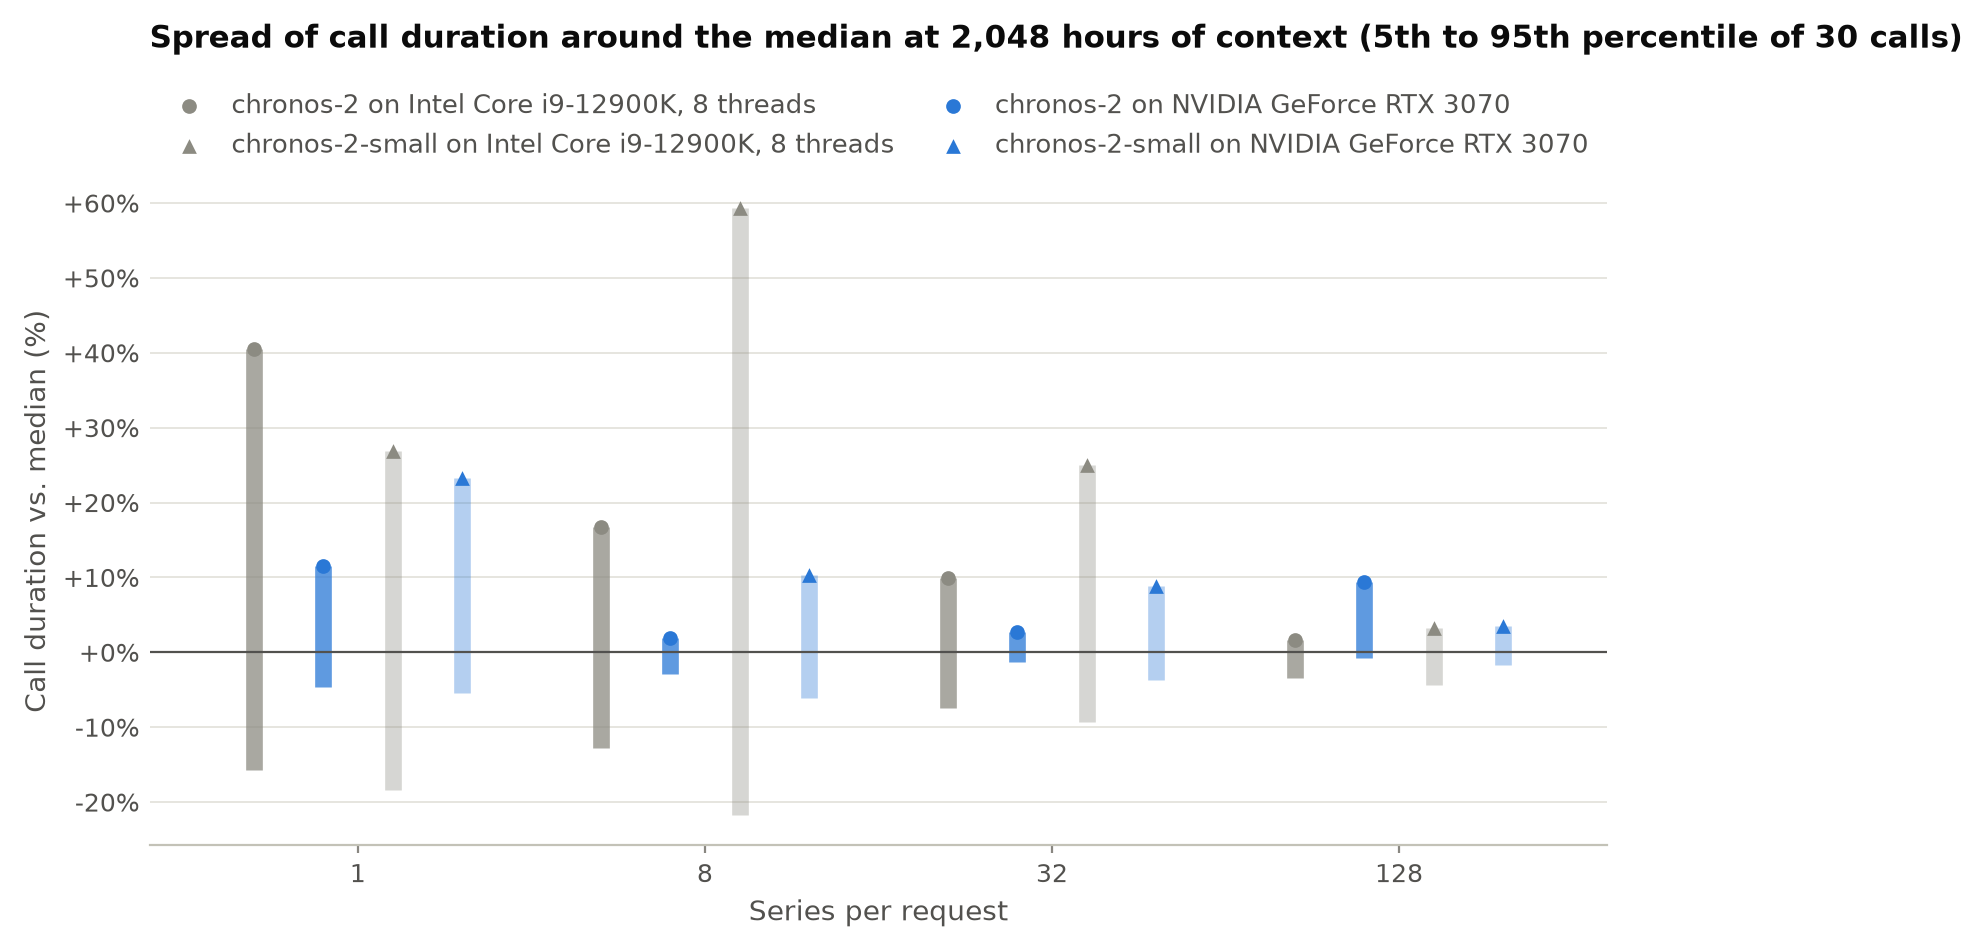 Spread of call duration around the median at 2,048 hours of context (5th to 95th percentile of 30 calls)
chronos-2 on Intel Core i9-12900K, 8 threads
chronos-2-small on Intel Core i9-12900K, 8 threads
chronos-2 on NVIDIA GeForce RTX 3070
chronos-2-small on NVIDIA GeForce RTX 3070
Call duration vs. median (%)
+60%
+50%
+40%
+30%
+20%
+10%
+0%
-10%
-20%
1
8
32
128
Series per request